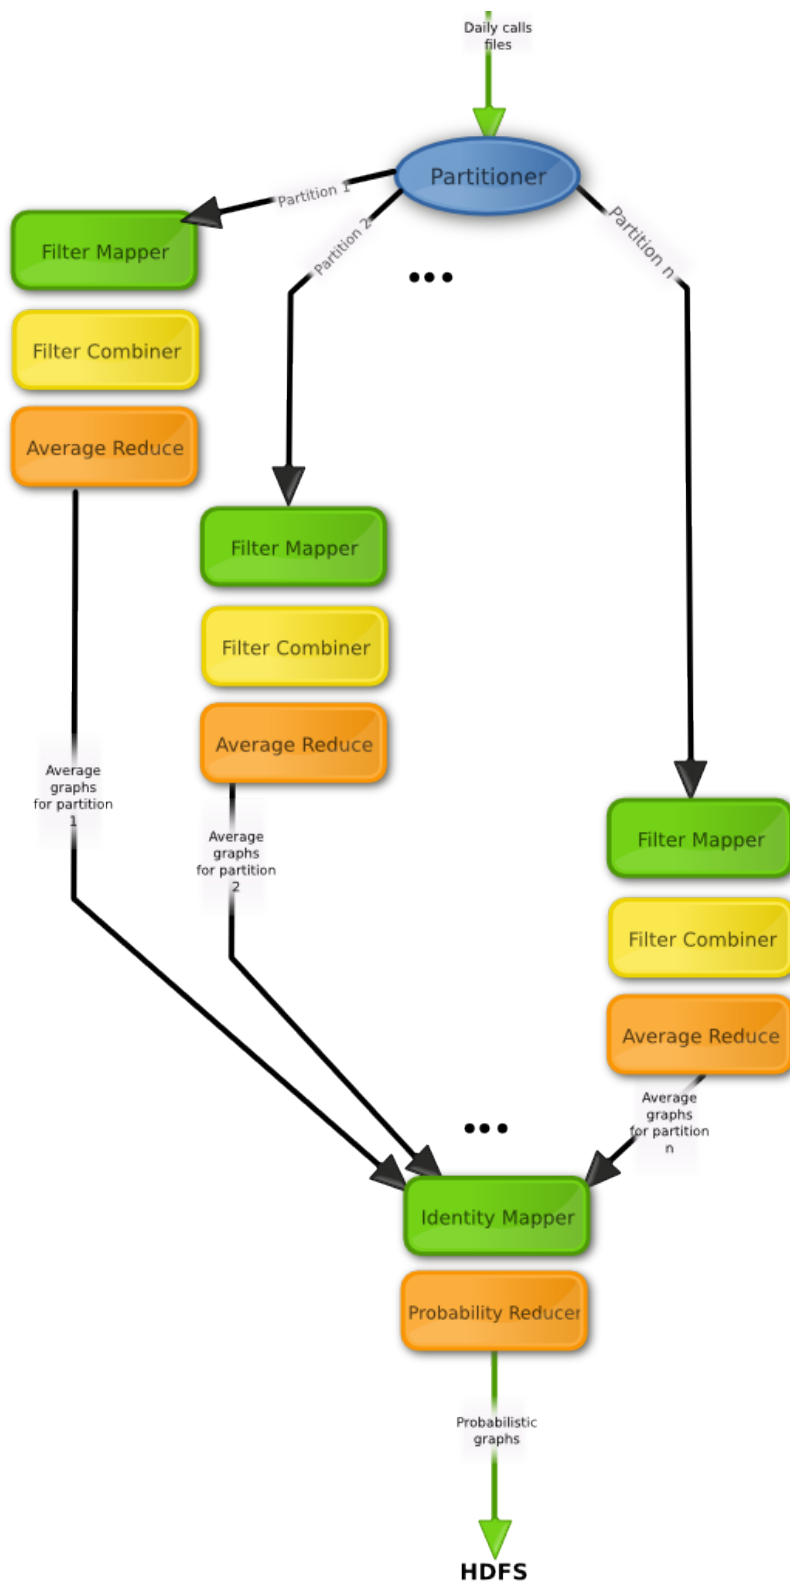 Daily calls
files
Partitioner
Partition 1
Partition 2
Partition n
Filter Mapper
Filter Combiner
Average Reduce
Filter Mapper
Filter Combiner
Average Reduce
Average
graphs
for partition
1
Average
graphs
for partition
2
Filter Mapper
Filter Combiner
Average Reduce
Average
graphs
for partition
n
Identity Mapper
Probability Reducer
Probabilistic
graphs
HDFS